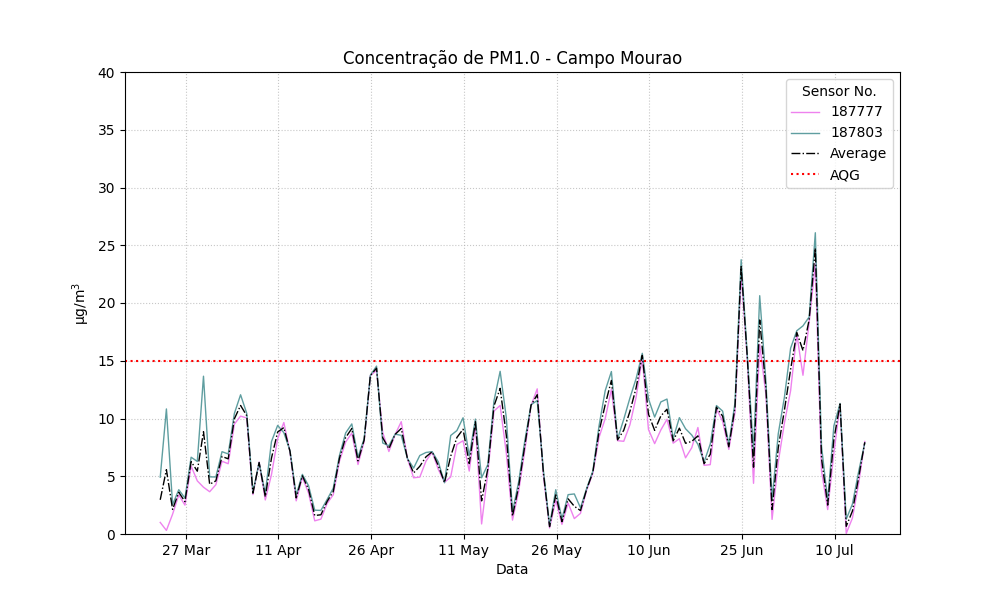 Concentração de PM1.0 - Campo Mourao
40
35
30
25
20
15
10
5
0
µg/m³
Sensor No.
187777
187803
Average
AQG
27 Mar
11 Apr
26 Apr
11 May
26 May
10 Jun
25 Jun
10 Jul
Data